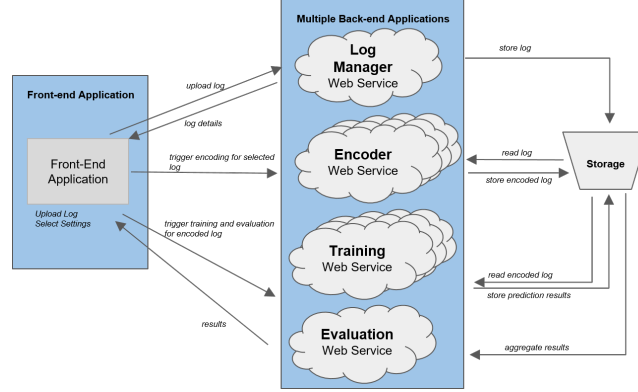 Multiple Back-end Applications
Log
Manager
Web Service
store log
upload log
Front-end Application
log details
Front-End
Application
trigger encoding for selected
log
Encoder
Web Service
read log
store encoded log
Storage
Upload Log
Select Settings
trigger training and evaluation
for encoded log
Training
Web Service
read encoded log
store prediction results
results
Evaluation
Web Service
aggregate results